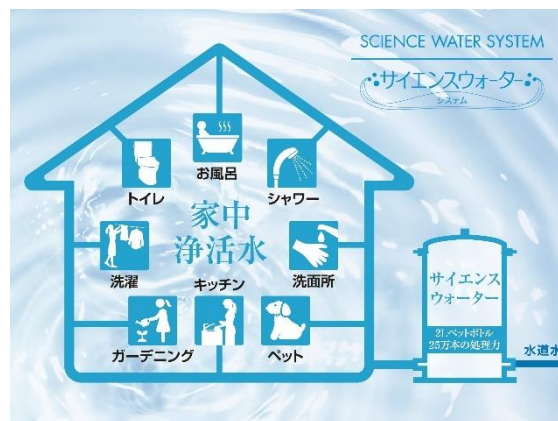 SCIENCE WATER SYSTEM
サイエンスウォーター
システム
お風呂
トイレ
シャワー
家中
浄活水
洗濯
キッチン
洗面所
ガーデニング
ペット
サイエンス
ウォーター
2Lペットボトル
25万本の処理力
水道水